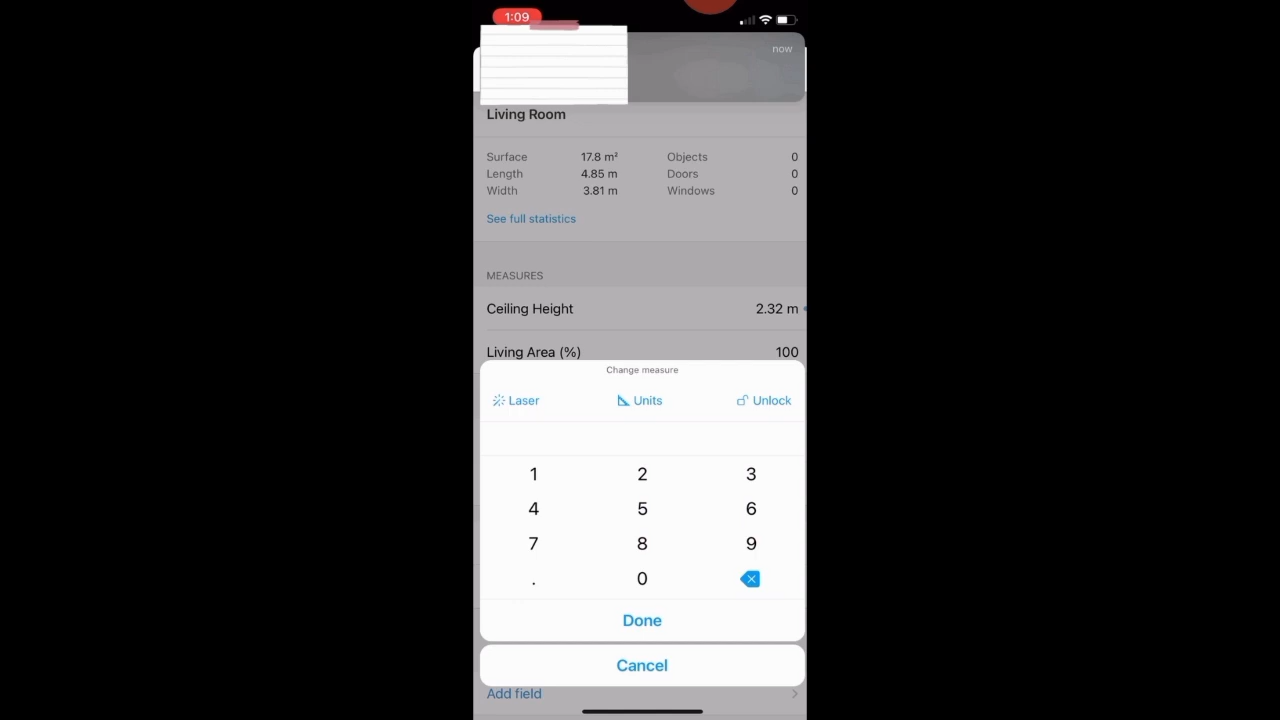 1:09
now
Living Room
Surface 17.8 m² Objects 0
Length 4.85 m Doors 0
Width 3.81 m Windows 0
See full statistics
MEASURES
Ceiling Height 2.32 m
Living Area (%) 100
Change measure
Laser Units Unlock
1 2 3
4 5 6
7 8 9
. 0
Done
Cancel
Add field